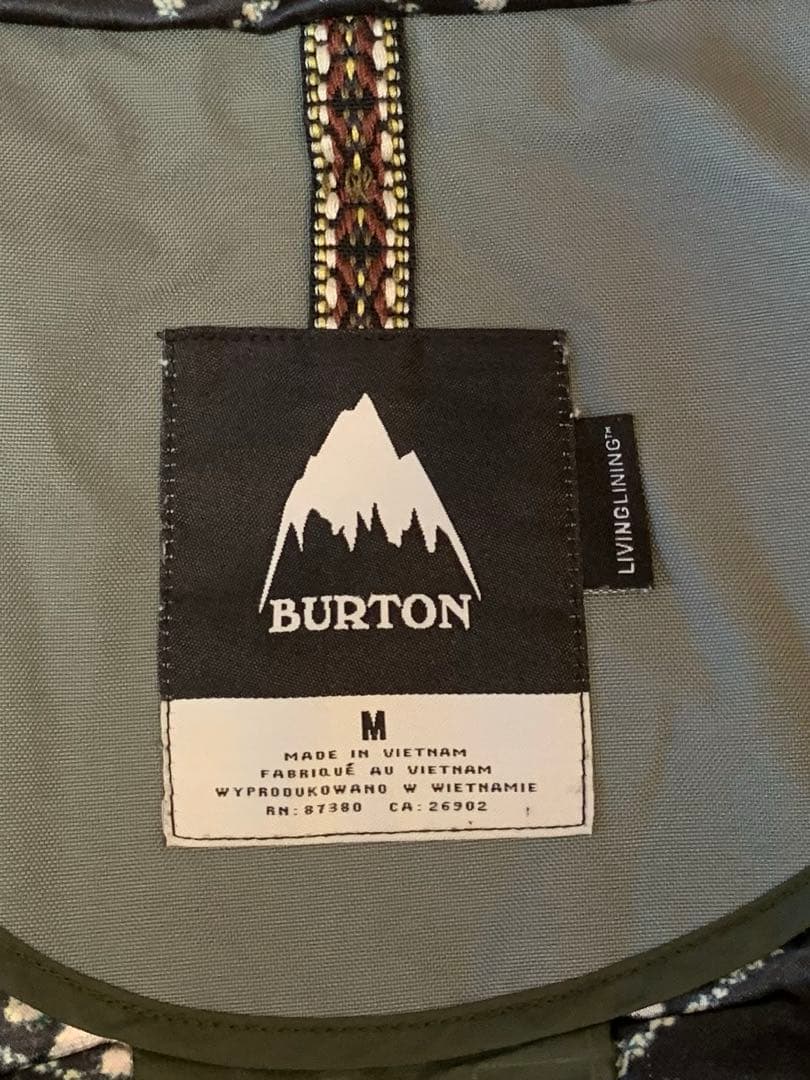 BURTON
LIVINGLINING™
M
MADE IN VIETNAM
FABRIQUÉ AU VIETNAM
WYPRODUKOWANO W WIETNAMIE
RN: 87380 CA: 26902